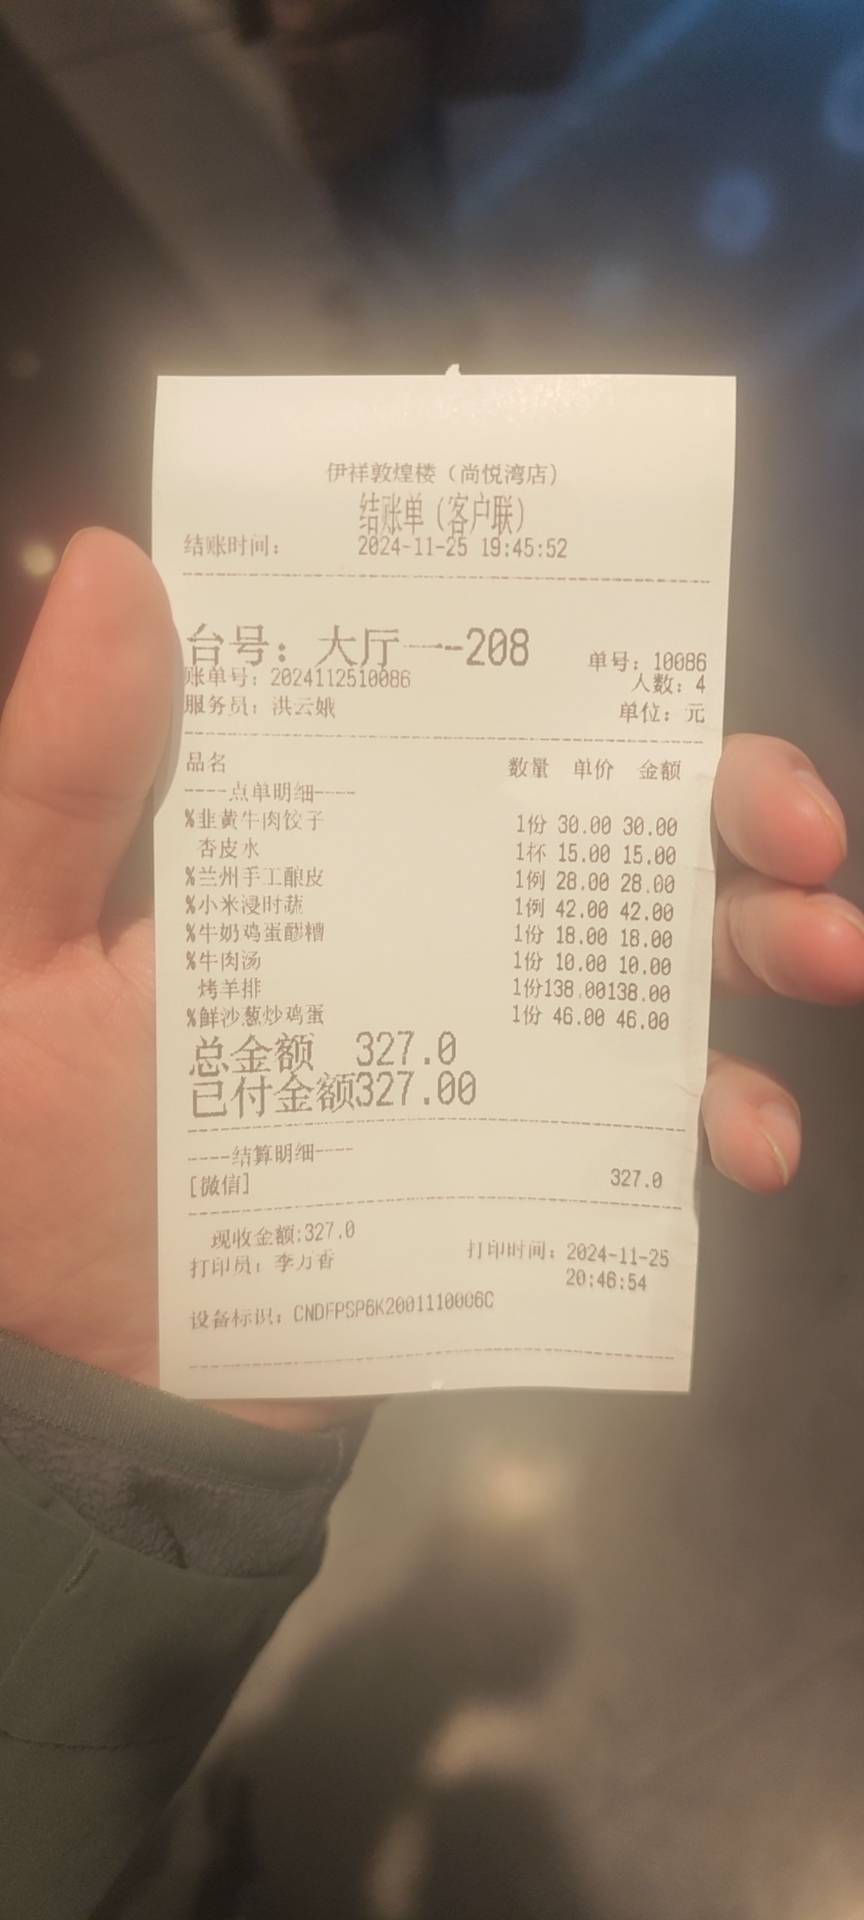 伊祥敦煌楼（尚悦湾店）
结账单（客户联）
结账时间： 2024-11-25 19:45:52
台号：大厅一-208 单号：10086
账单号：2024112510086 人数：4
服务员：洪云娥 单位：元
品名 数量 单价 金额
----点单明细----
%韭黄牛肉饺子 1份 30.00 30.00
杏皮水 1杯 15.00 15.00
%兰州手工酿皮 1例 28.00 28.00
%小米浸时蔬 1例 42.00 42.00
%牛奶鸡蛋醪糟 1份 18.00 18.00
%牛肉汤 1份 10.00 10.00
烤羊排 1份138.00138.00
%鲜沙葱炒鸡蛋 1份 46.00 46.00
总金额 327.0
已付金额327.00
----结算明细----
[微信] 327.0
现收金额:327.0
打印员：李万香 打印时间：2024-11-25
20:46:54
设备标识：CNDFPSP6K2001110006C